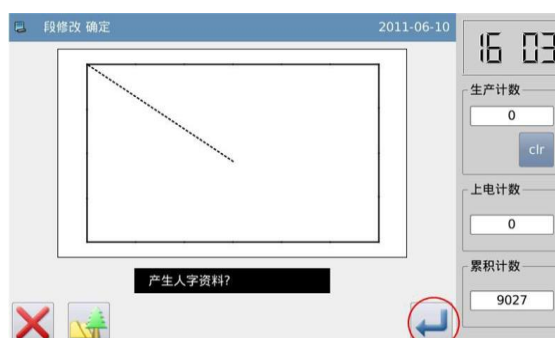 段修改 确定
2011-06-10
16 03
生产计数
0
clr
上电计数
0
产生人字资料?
累积计数
9027